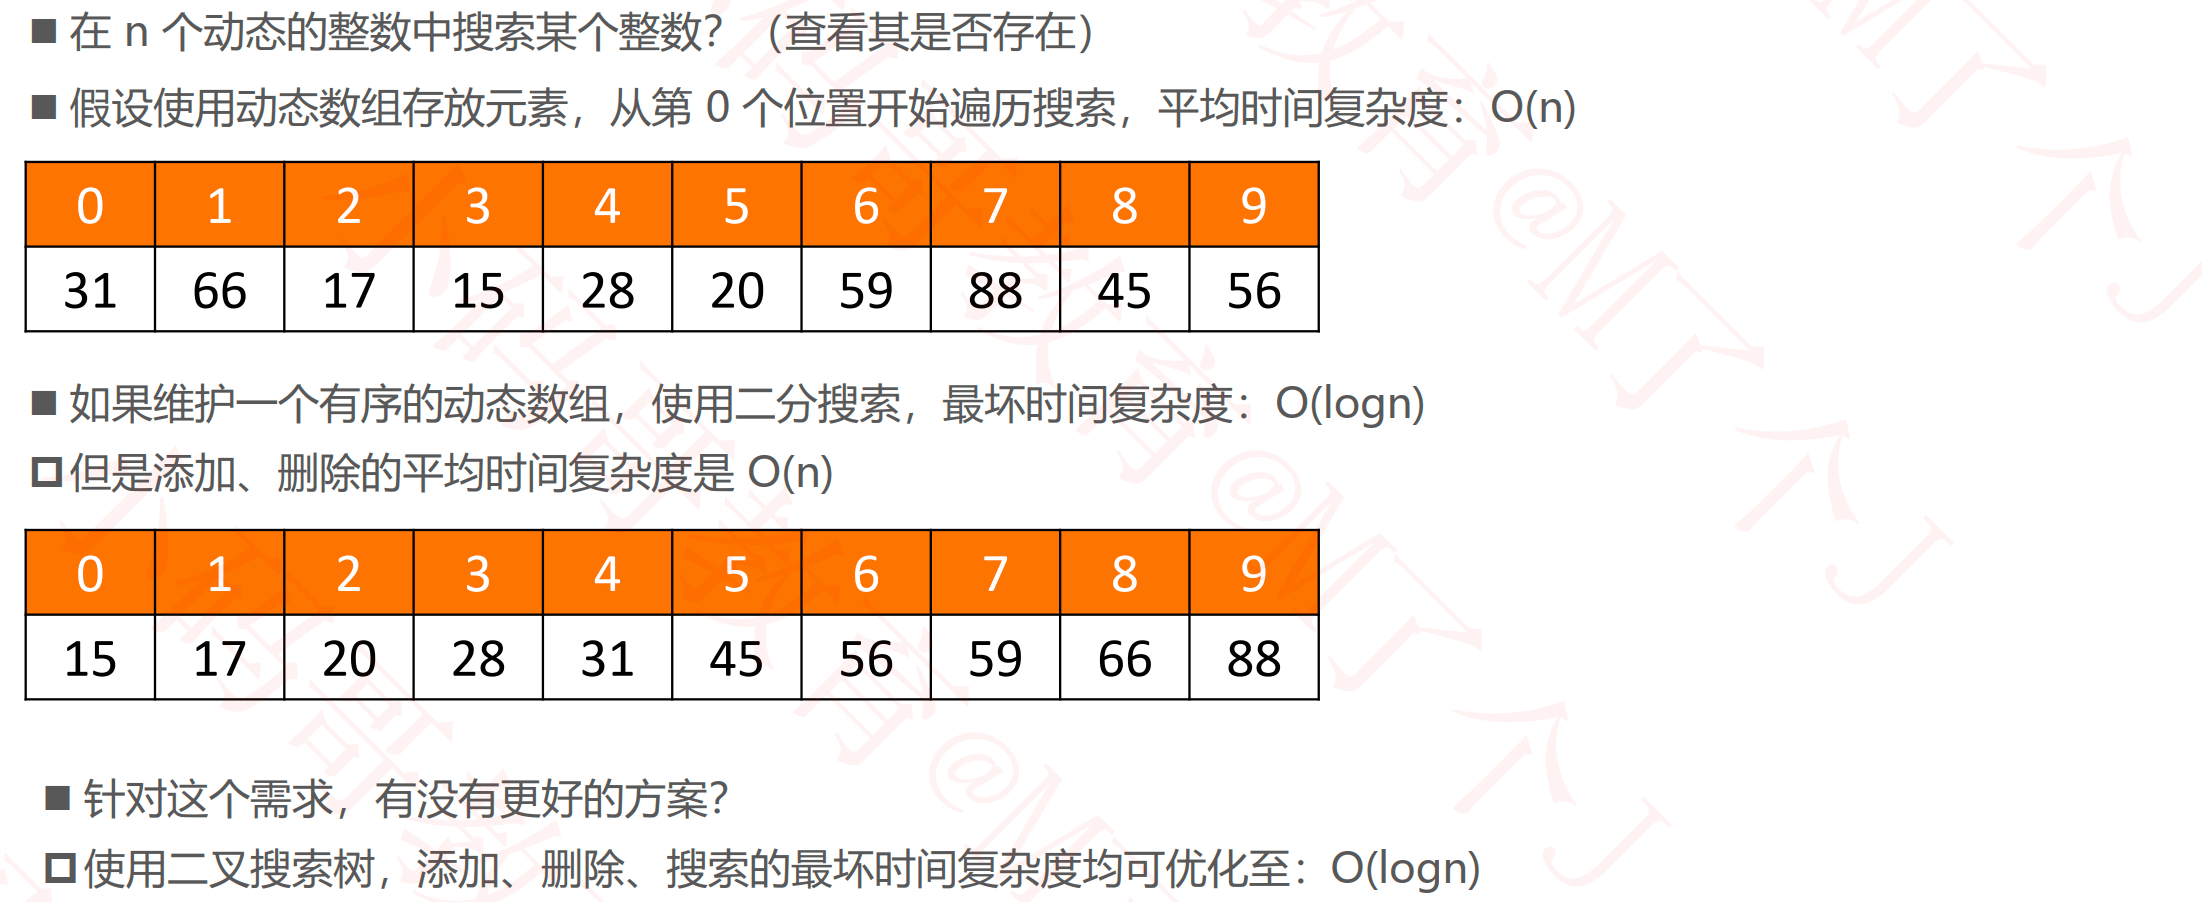 ■ 在 n 个动态的整数中搜索某个整数？（查看其是否存在）
■ 假设使用动态数组存放元素，从第 0 个位置开始遍历搜索，平均时间复杂度：O(n)
0 1 2 3 4 5 6 7 8 9
31 66 17 15 28 20 59 88 45 56
■ 如果维护一个有序的动态数组，使用二分搜索，最坏时间复杂度：O(logn)
□ 但是添加、删除的平均时间复杂度是 O(n)
0 1 2 3 4 5 6 7 8 9
15 17 20 28 31 45 56 59 66 88
■ 针对这个需求，有没有更好的方案？
□ 使用二叉搜索树，添加、删除、搜索的最坏时间复杂度均可优化至：O(logn)
小码哥教育@M了个J